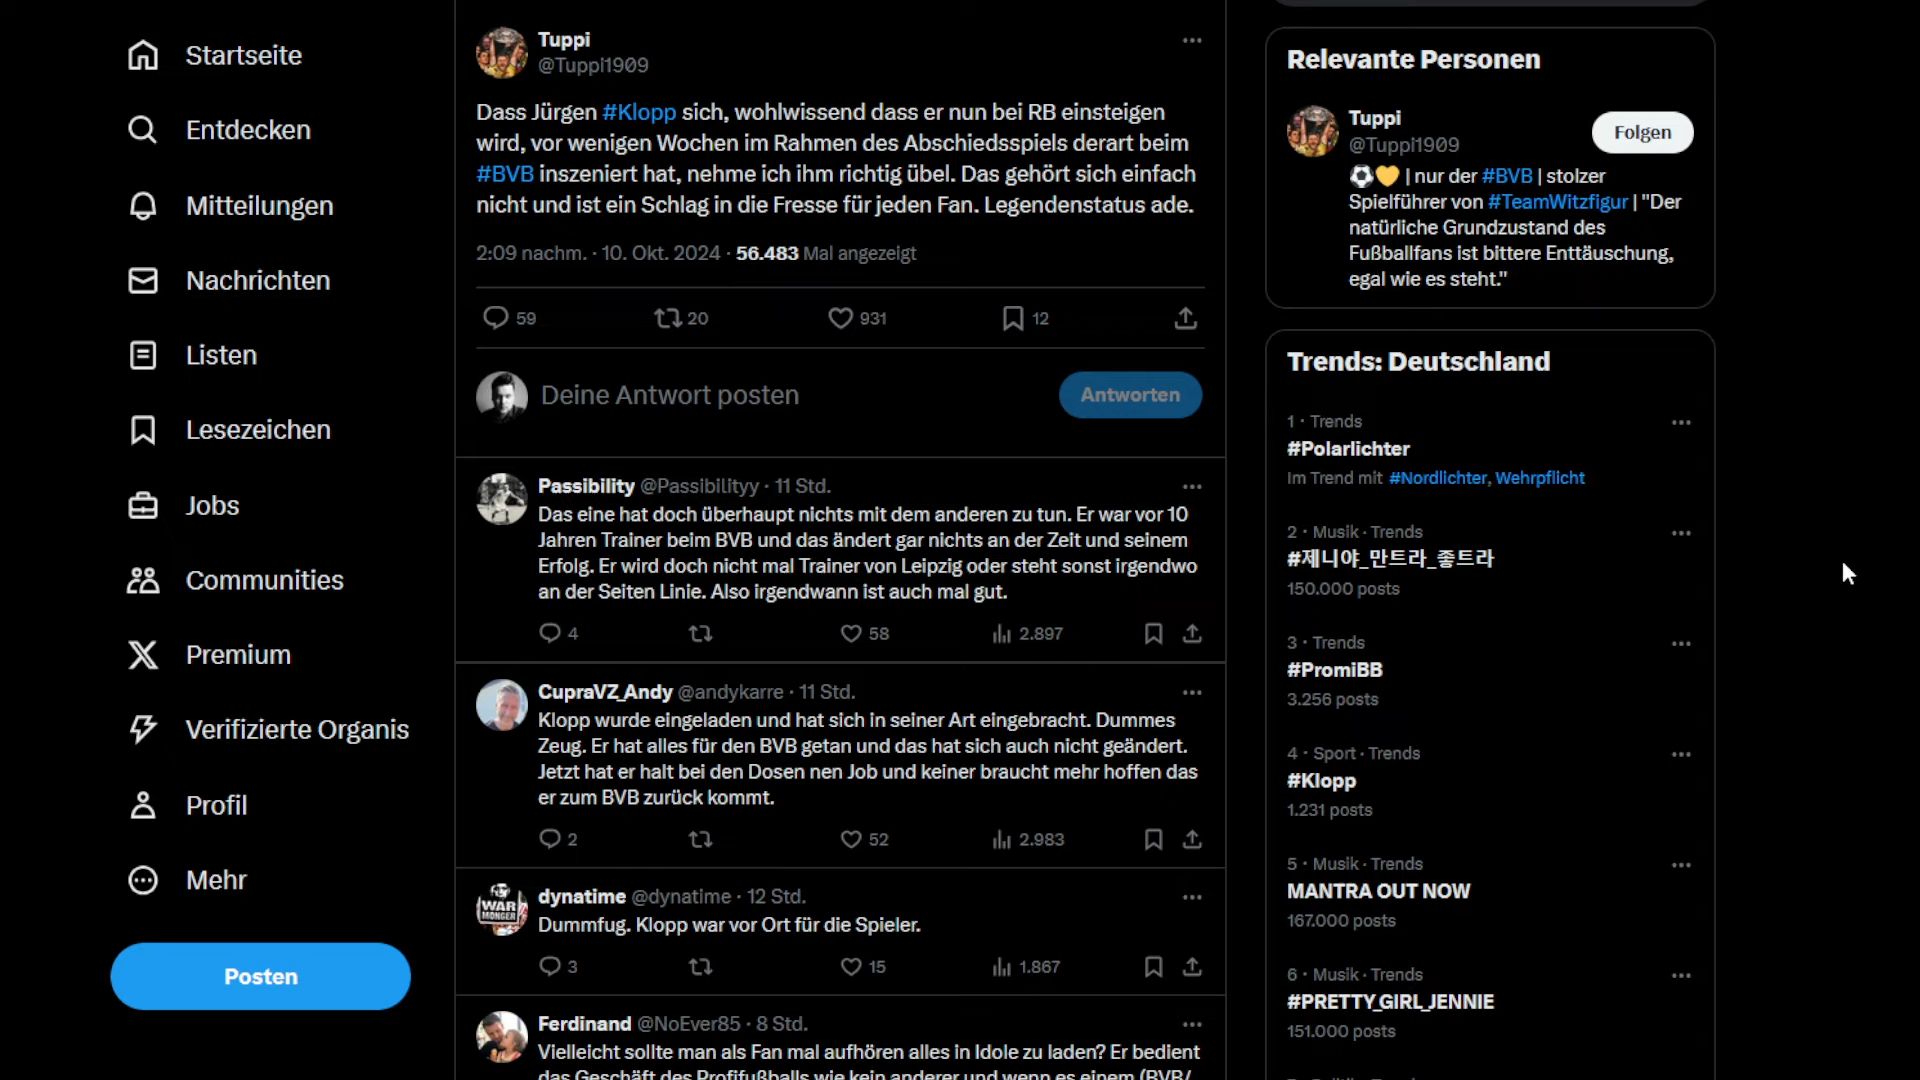 Startseite
Entdecken
Mitteilungen
Nachrichten
Listen
Lesezeichen
Jobs
Communities
Premium
Verifizierte Organis
Profil
Mehr
Posten
Tuppi
@Tuppi1909
Dass Jürgen #Klopp sich, wohlwissend dass er nun bei RB einsteigen
wird, vor wenigen Wochen im Rahmen des Abschiedsspiels derart beim
#BVB inszeniert hat, nehme ich ihm richtig übel. Das gehört sich einfach
nicht und ist ein Schlag in die Fresse für jeden Fan. Legendenstatus ade.
2:09 nachm. · 10. Okt. 2024 · 56.483 Mal angezeigt
59 20 931 12
Deine Antwort posten
Antworten
Passibility @Passibilityy · 11 Std.
Das eine hat doch überhaupt nichts mit dem anderen zu tun. Er war vor 10
Jahren Trainer beim BVB und das ändert gar nichts an der Zeit und seinem
Erfolg. Er wird doch nicht mal Trainer von Leipzig oder steht sonst irgendwo
an der Seiten Linie. Also irgendwann ist auch mal gut.
4 58 2.897
CupraVZ_Andy @andykarre · 11 Std.
Klopp wurde eingeladen und hat sich in seiner Art eingebracht. Dummes
Zeug. Er hat alles für den BVB getan und das hat sich auch nicht geändert.
Jetzt hat er halt bei den Dosen nen Job und keiner braucht mehr hoffen das
er zum BVB zurück kommt.
2 52 2.983
WAR
MONGER
dynatime @dynatime · 12 Std.
Dummfug. Klopp war vor Ort für die Spieler.
3 15 1.867
Ferdinand @NoEver85 · 8 Std.
Vielleicht sollte man als Fan mal aufhören alles in Idole zu laden? Er bedient
das Geschäft des Profifußballs wie kein anderer und wenn es einem (BVB/
Relevante Personen
Tuppi
@Tuppi1909
Folgen
⚽💛 | nur der #BVB | stolzer
Spielführer von #TeamWitzfigur | "Der
natürliche Grundzustand des
Fußballfans ist bittere Enttäuschung,
egal wie es steht."
Trends: Deutschland
1 · Trends
#Polarlichter
Im Trend mit #Nordlichter, Wehrpflicht
2 · Musik · Trends
#제니야_만트라_좋트라
150.000 posts
3 · Trends
#PromiBB
3.256 posts
4 · Sport · Trends
#Klopp
1.231 posts
5 · Musik · Trends
MANTRA OUT NOW
167.000 posts
6 · Musik · Trends
#PRETTY_GIRL_JENNIE
151.000 posts